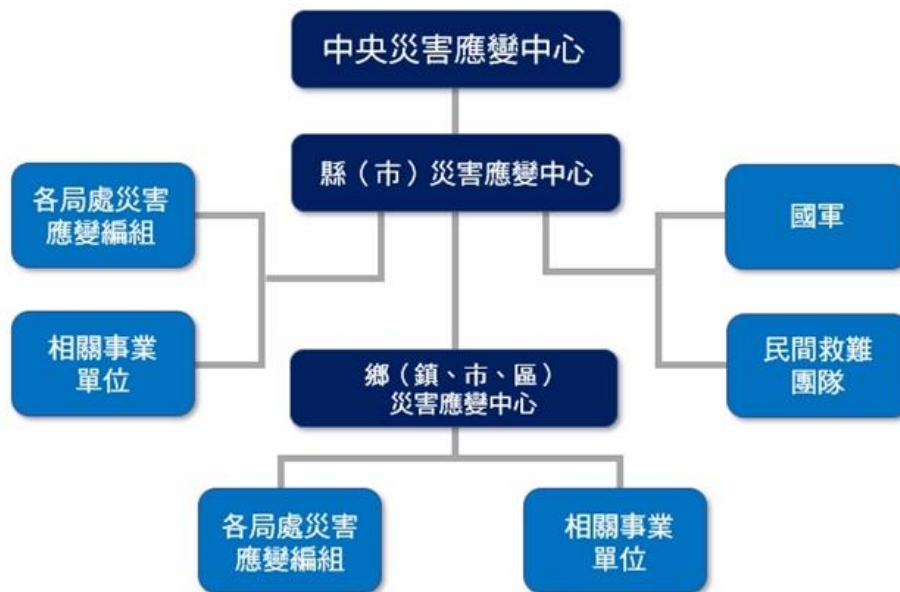 中央災害應變中心
縣（市）災害應變中心
各局處災害
應變編組
國軍
相關事業
單位
鄉（鎮、市、區）
災害應變中心
民間救難
團隊
各局處災害
應變編組
相關事業
單位